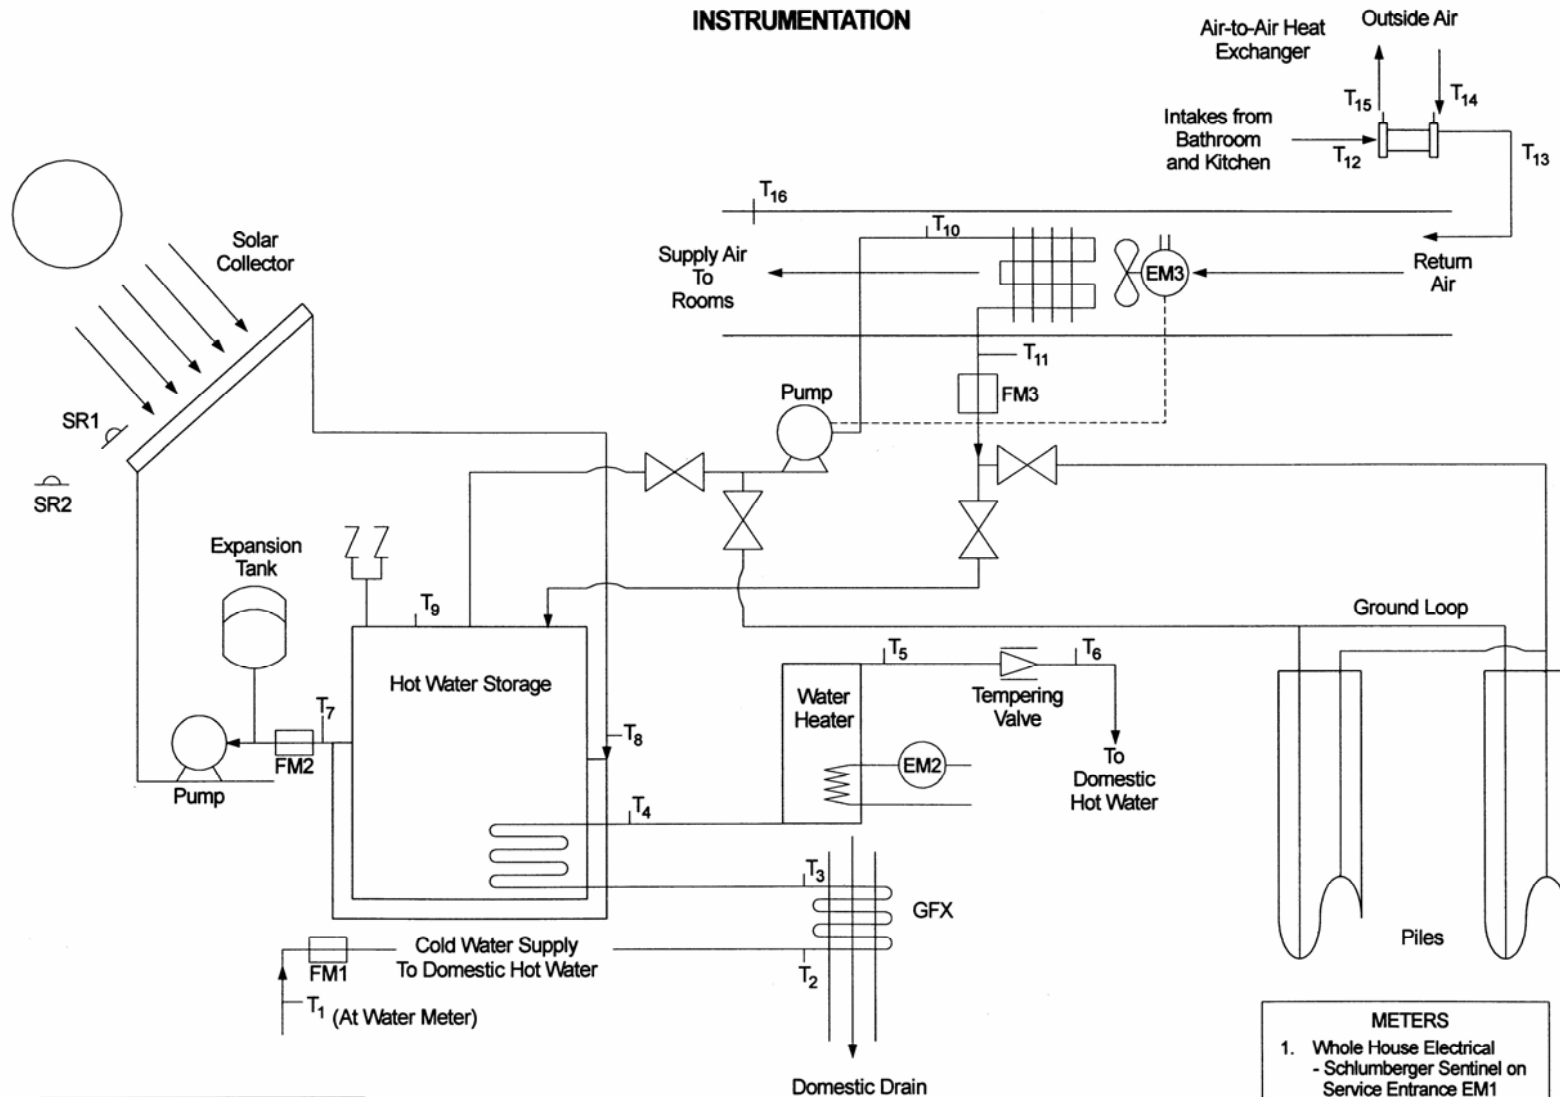 INSTRUMENTATION
Outside Air
Air-to-Air Heat
Exchanger
T15
T14
Intakes from
Bathroom
and Kitchen
T12
T13
T16
T10
Solar
Collector
Supply Air
To
Rooms
EM3
Return
Air
T11
Pump
FM3
SR1
SR2
Expansion
Tank
T9
Ground Loop
T5
T6
Hot Water Storage
Water
Heater
Tempering
Valve
T7
T8
FM2
EM2
To
Domestic
Hot Water
Pump
T4
T3
GFX
Piles
Cold Water Supply
To Domestic Hot Water
FM1
T2
T1 (At Water Meter)
METERS
1. Whole House Electrical
- Schlumberger Sentinel on
Service Entrance EM1
Domestic Drain